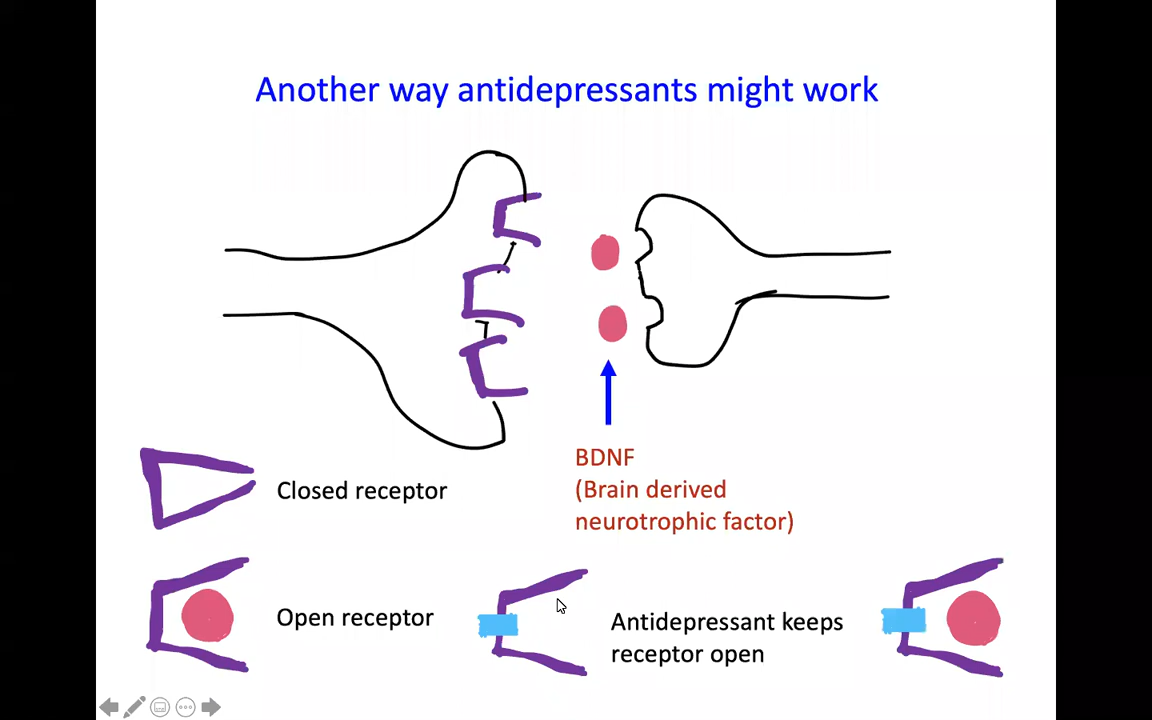 Another way antidepressants might work
BDNF
(Brain derived
neurotrophic factor)
Closed receptor
Open receptor
Antidepressant keeps
receptor open